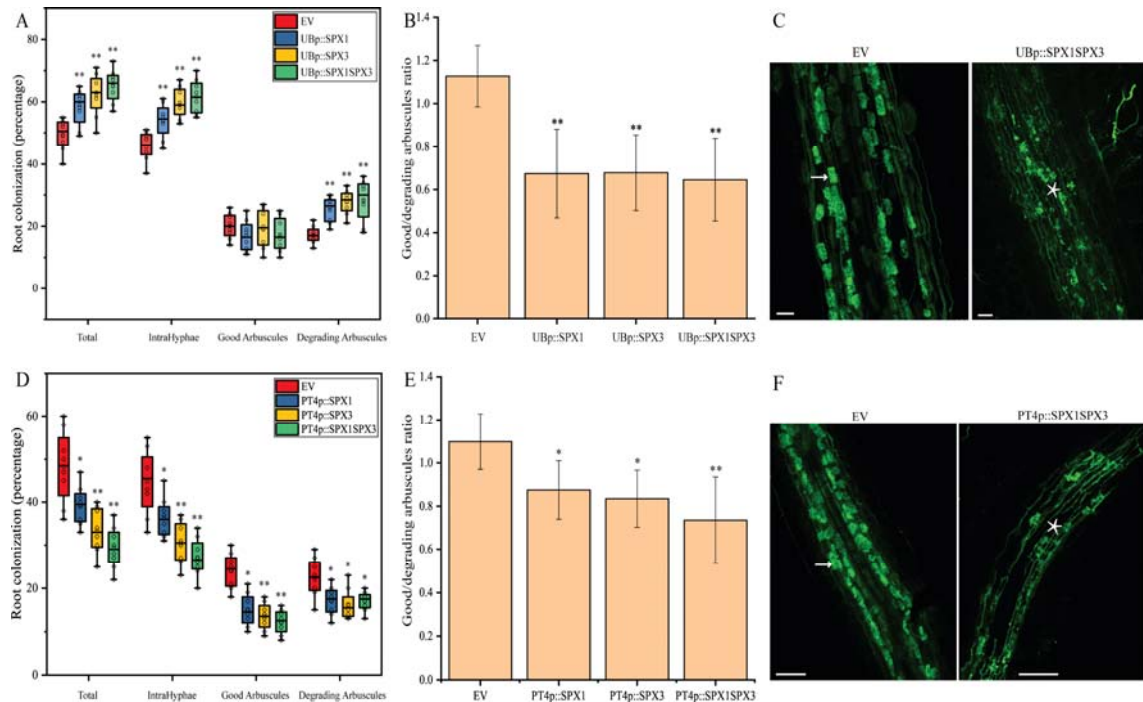 A
EV
UBp::SPX1
UBp::SPX3
UBp::SPX1SPX3
Root colonization (percentage)
80
60
40
20
0
** ** **
** ** **
** ** **
Total IntraHyphae Good Arbuscules Degrading Arbuscules
B
Good/degrading arbuscules ratio
1.4
1.2
1.0
0.8
0.6
0.4
0.2
0.0
** ** **
EV UBp::SPX1 UBp::SPX3 UBp::SPX1SPX3
C
EV UBp::SPX1SPX3
D
EV
PT4p::SPX1
PT4p::SPX3
PT4p::SPX1SPX3
Root colonization (percentage)
60
40
20
0
* ** **
* ** **
* ** **
* * *
Total IntraHyphae Good Arbuscules Degrading Arbuscules
E
Good/degrading arbuscules ratio
1.4
1.2
1.0
0.8
0.6
0.4
0.2
0.0
* * **
EV PT4p::SPX1 PT4p::SPX3 PT4p::SPX1SPX3
F
EV PT4p::SPX1SPX3